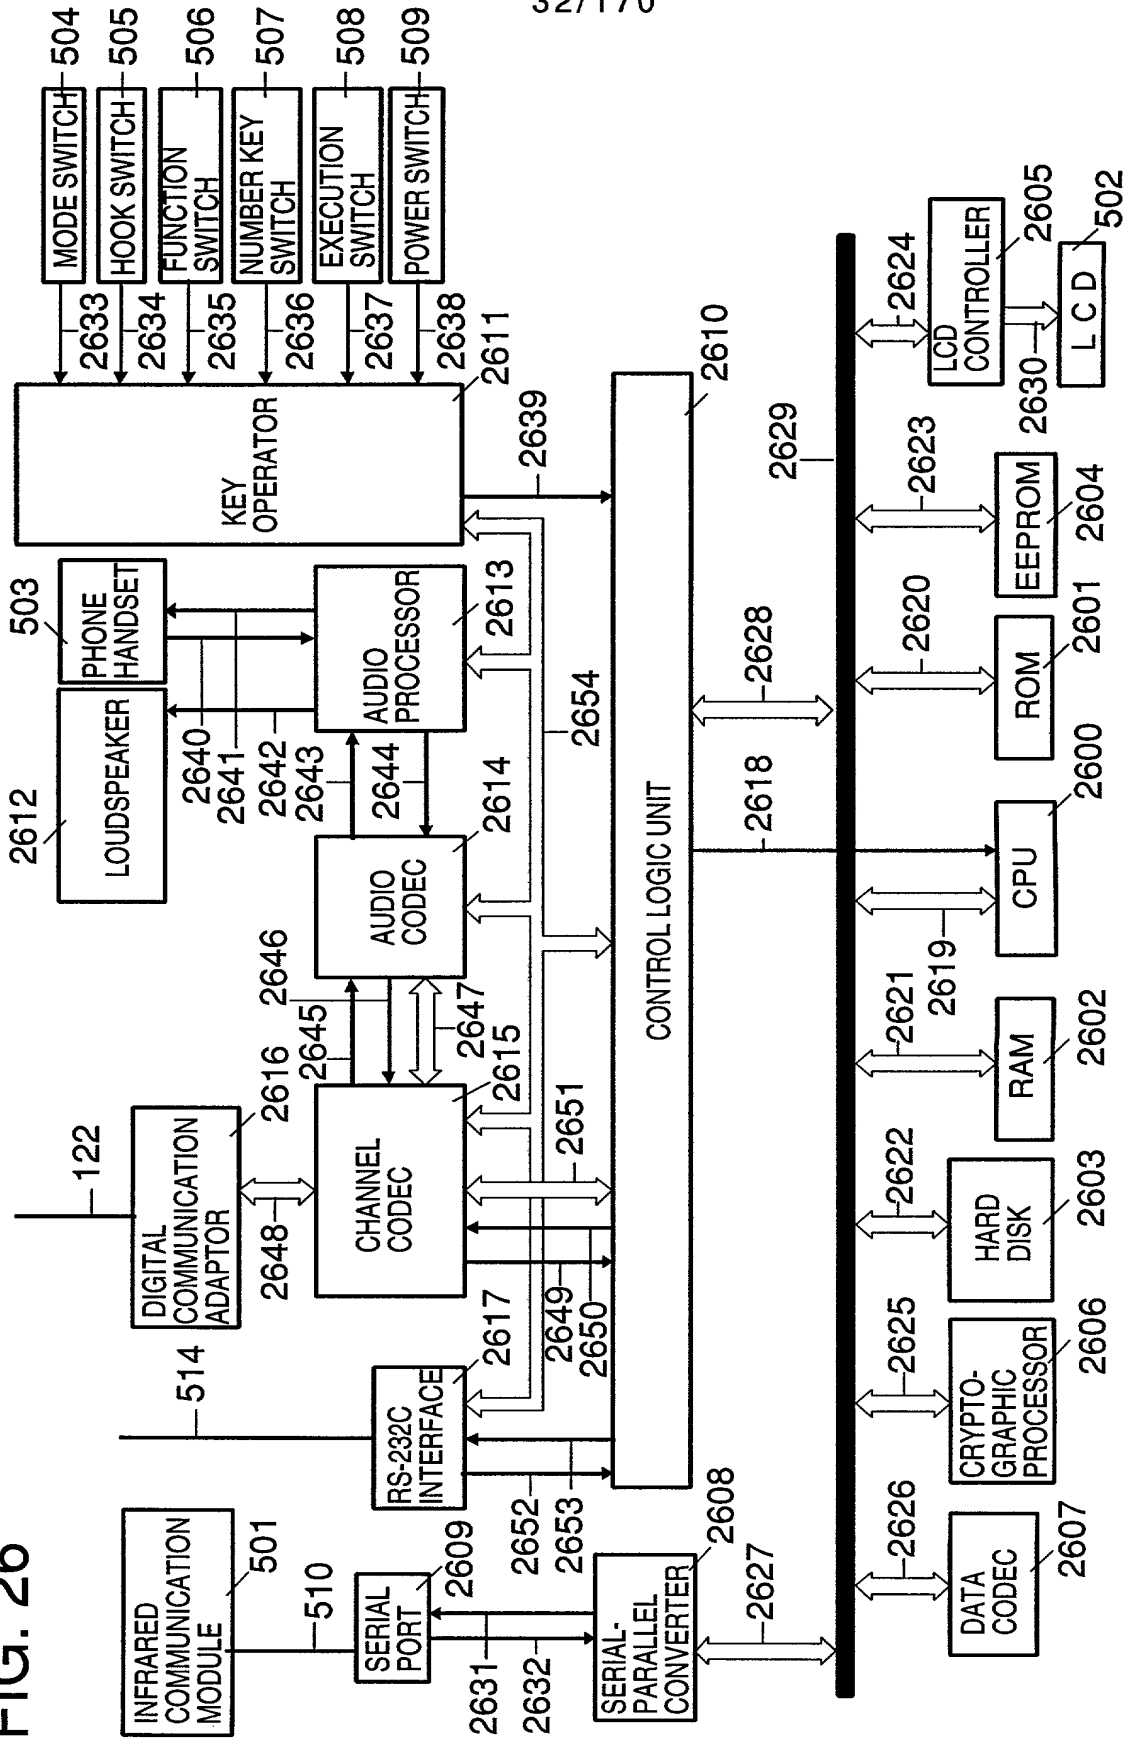 32/170
FIG. 26
MODE SWITCH
504
HOOK SWITCH
505
FUNCTION
SWITCH
506
NUMBER KEY
SWITCH
507
EXECUTION
SWITCH
508
POWER SWITCH
509
2633
2634
2635
2636
2637
2638
KEY
OPERATOR
2611
2639
503
PHONE
HANDSET
2612
LOUDSPEAKER
2640
2641
2642
2643
2644
AUDIO
PROCESSOR
2613
AUDIO
CODEC
2614
2654
2645
2646
2647
CHANNEL
CODEC
2615
122
DIGITAL
COMMUNICATION
ADAPTOR
2616
2648
2649
2650
2651
514
RS-232C
INTERFACE
2617
2652
2653
INFRARED
COMMUNICATION
MODULE
501
510
SERIAL
PORT
2609
2631
2632
SERIAL-
PARALLEL
CONVERTER
2608
2627
CONTROL LOGIC UNIT
2610
2628
2618
2629
DATA
CODEC
2607
2626
CRYPTO-
GRAPHIC
PROCESSOR
2606
2625
HARD
DISK
2603
2622
RAM
2602
2621
CPU
2600
2619
ROM
2601
2620
EEPROM
2604
2623
LCD
CONTROLLER
2605
2624
2630
LCD
502